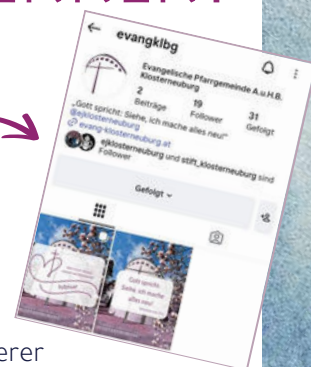 evangklbg
Evangelische Pfarrgemeinde A.u.H.B.
Klosterneuburg
2 19 31
Beiträge Follower Gefolgt
„Gott spricht: Siehe, ich mache alles neu!“
@ejklosterneuburg
evang-klosterneuburg.at
ejklosterneuburg und stift_klosterneuburg sind
Follower
Gefolgt
Februar
Gott spricht:
Siehe, ich mache
alles neu!
erer